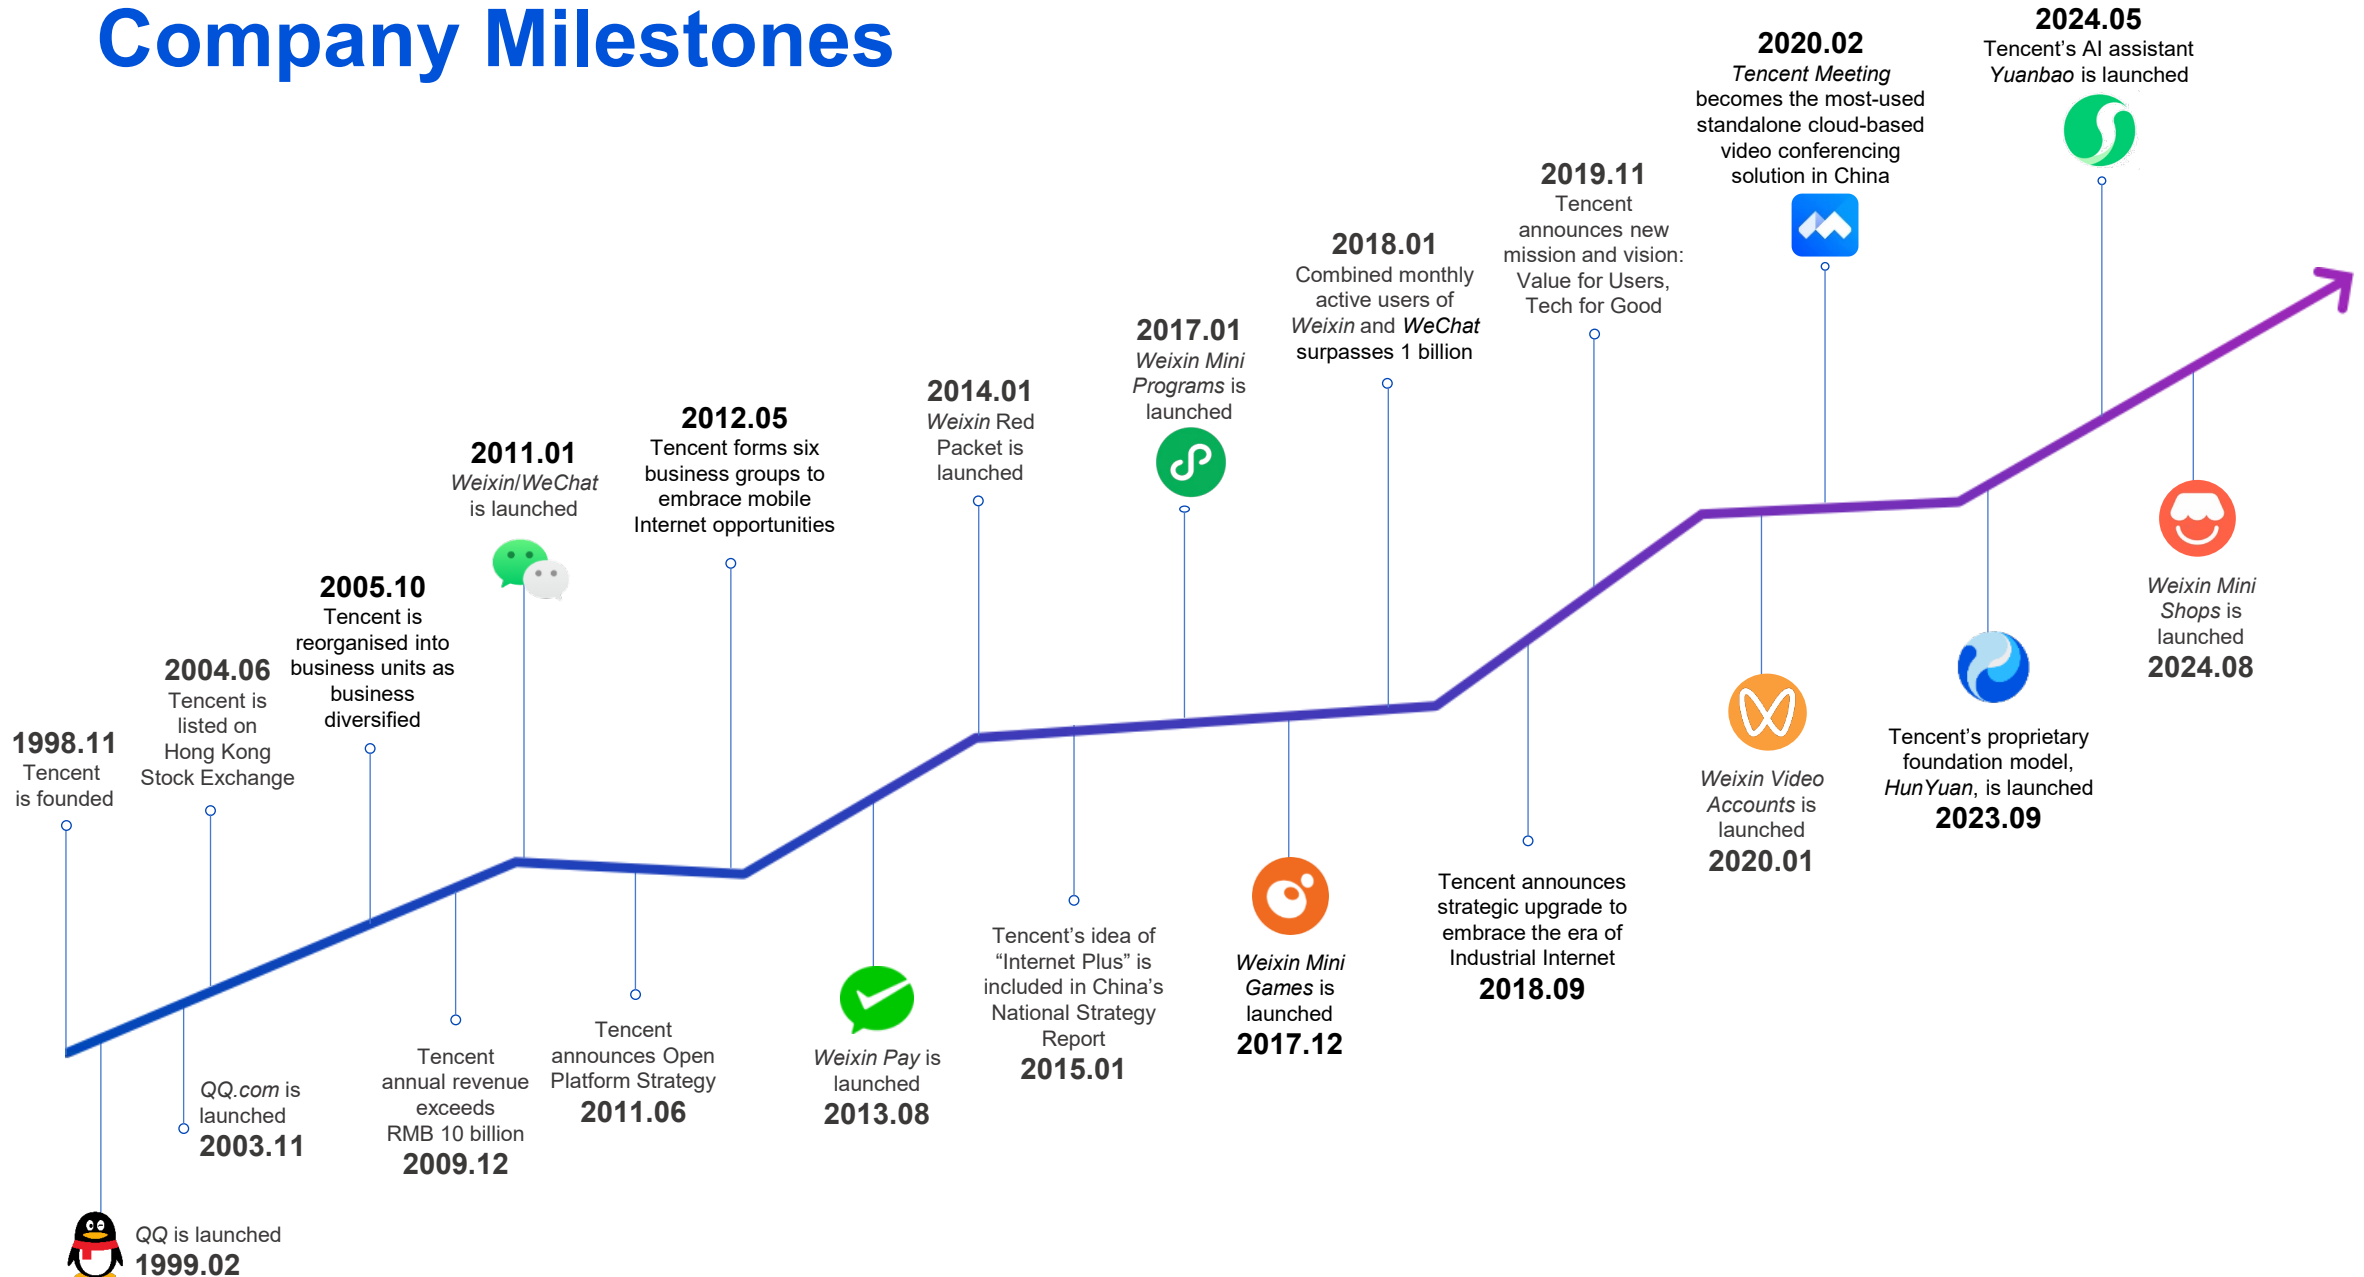 Company Milestones
1998.11
Tencent
is founded
QQ is launched
1999.02
QQ.com is
launched
2003.11
2004.06
Tencent is
listed on
Hong Kong
Stock Exchange
2005.10
Tencent is
reorganised into
business units as
business
diversified
Tencent
annual revenue
exceeds
RMB 10 billion
2009.12
2011.01
Weixin/WeChat
is launched
Tencent
announces Open
Platform Strategy
2011.06
2012.05
Tencent forms six
business groups to
embrace mobile
Internet opportunities
Weixin Pay is
launched
2013.08
2014.01
Weixin Red
Packet is
launched
Tencent’s idea of
“Internet Plus” is
included in China’s
National Strategy
Report
2015.01
2017.01
Weixin Mini
Programs is
launched
Weixin Mini
Games is
launched
2017.12
2018.01
Combined monthly
active users of
Weixin and WeChat
surpasses 1 billion
Tencent announces
strategic upgrade to
embrace the era of
Industrial Internet
2018.09
2019.11
Tencent
announces new
mission and vision:
Value for Users,
Tech for Good
Weixin Video
Accounts is
launched
2020.01
2020.02
Tencent Meeting
becomes the most-used
standalone cloud-based
video conferencing
solution in China
Tencent’s proprietary
foundation model,
HunYuan, is launched
2023.09
2024.05
Tencent’s AI assistant
Yuanbao is launched
Weixin Mini
Shops is
launched
2024.08